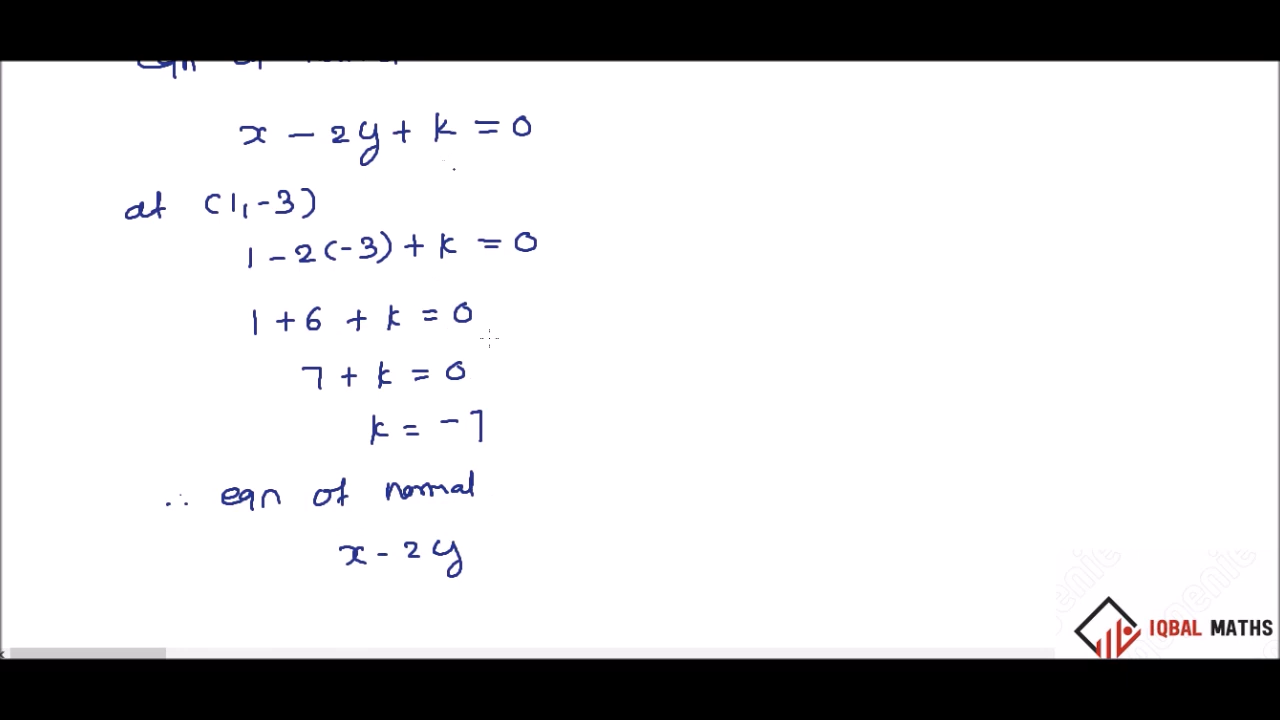 x - 2y + k = 0
at (1, -3)
1 - 2(-3) + k = 0
1 + 6 + k = 0
7 + k = 0
k = -7
∴ eqn of normal
x - 2y
IQBAL MATHS